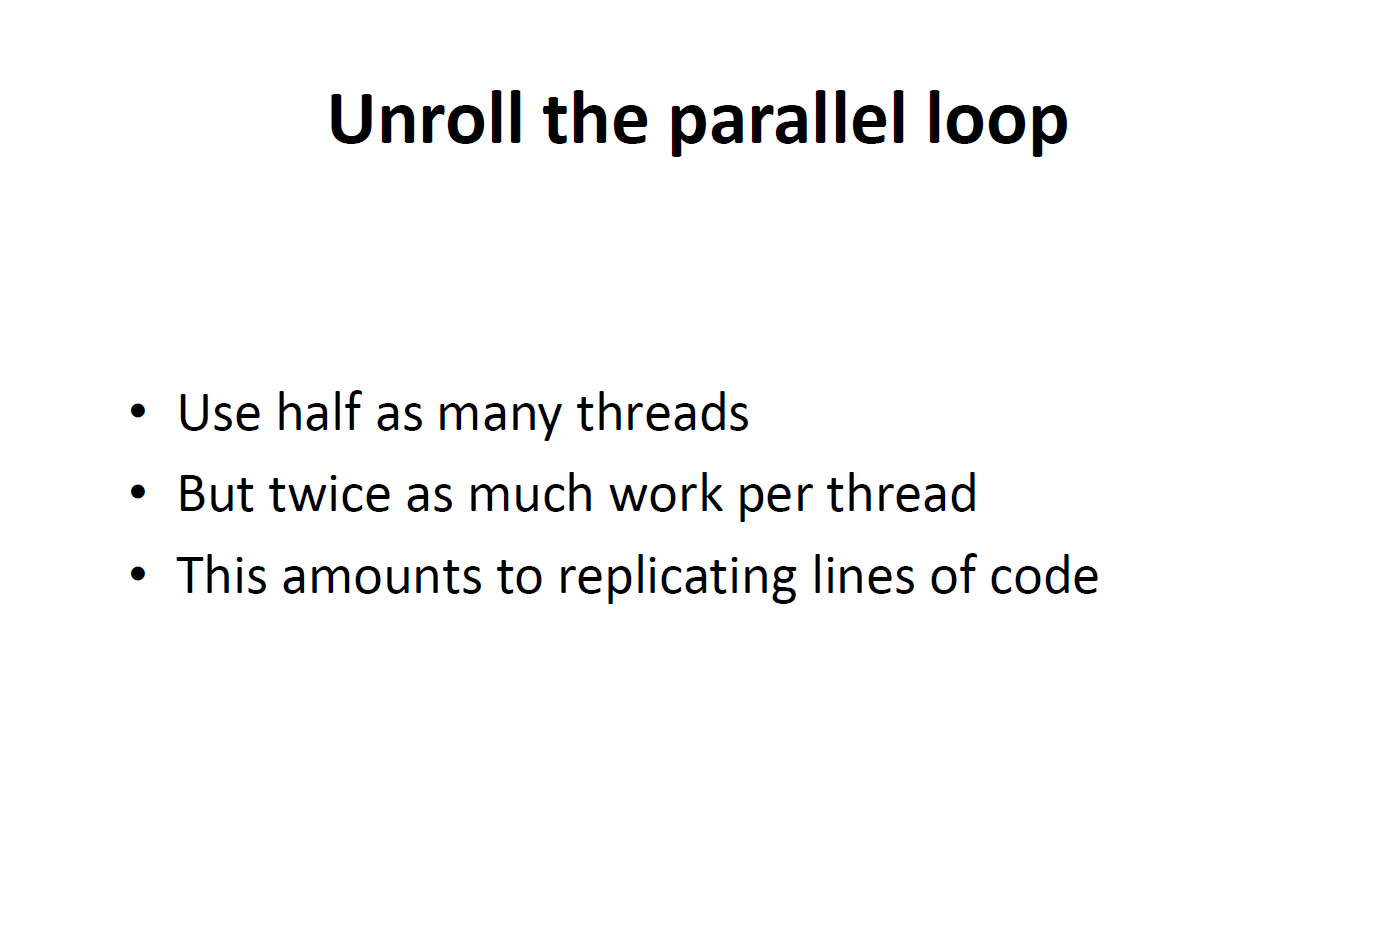 Unroll the parallel loop
• Use half as many threads
• But twice as much work per thread
• This amounts to replicating lines of code